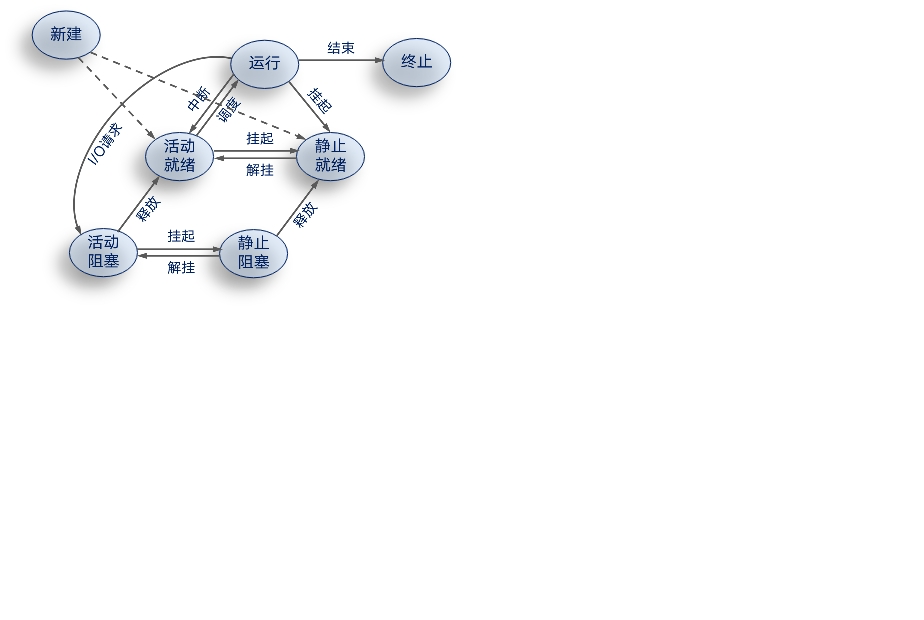 新建
运行
结束
终止
中断
调度
挂起
I/O请求
活动
就绪
挂起
解挂
静止
就绪
释放
释放
活动
阻塞
挂起
解挂
静止
阻塞